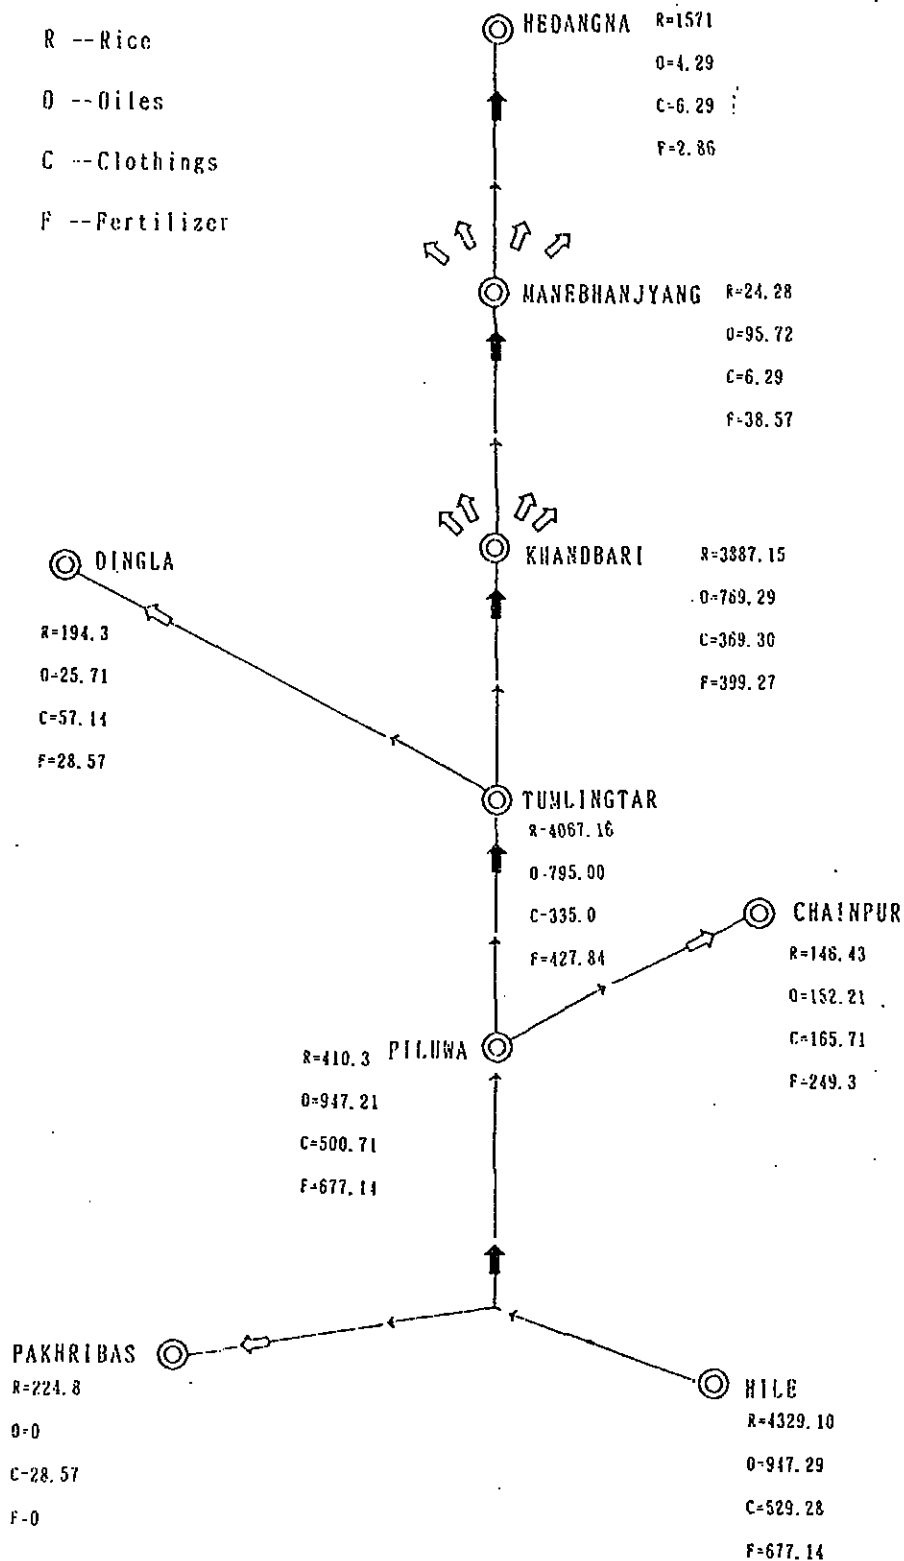 R --Rice
O --Oiles
C --Clothings
F --Fertilizer
HEDANGNA
R=1571
O=4.29
C=6.29
F=2.86
MANEBHANJYANG
R=24.28
O=95.72
C=6.29
F=38.57
DINGLA
R=194.3
O=25.71
C=57.14
F=28.57
KHANDBARI
R=3887.15
O=769.29
C=369.30
F=399.27
TUMLINGTAR
R-4067.16
O-795.00
C-335.0
F=427.84
CHAINPUR
R=146.43
O=152.21
C=165.71
F=249.3
PILUWA
R=410.3
O=947.21
C=500.71
F=677.14
PAKHRIBAS
R=224.8
O=0
C-28.57
F-0
HILE
R=4329.10
O=947.29
C=529.28
F=677.14